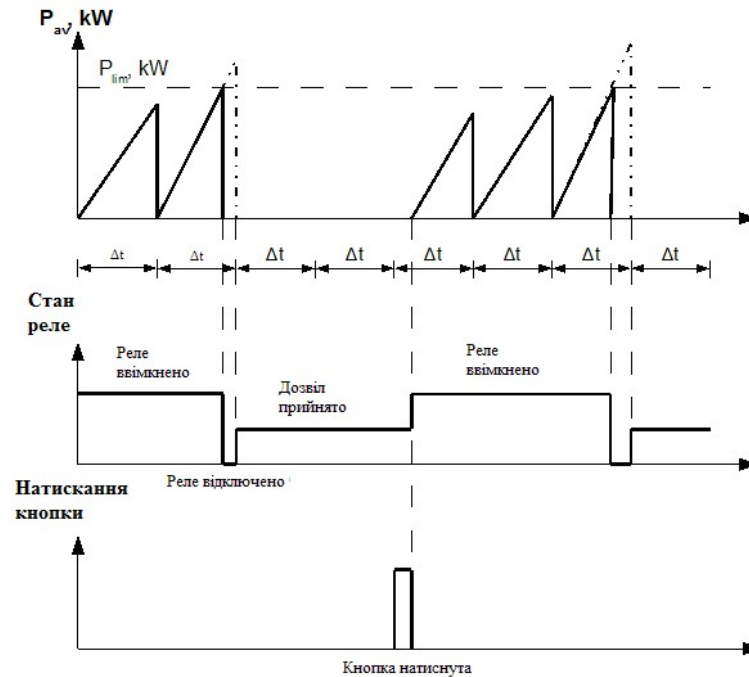 P_av, kW
P_lim, kW
Δt Δt Δt Δt Δt Δt Δt Δt
Стан
реле
Реле
ввімкнено
Реле
ввімкнено
Дозвіл
прийнято
Реле відключено
Натискання
кнопки
Кнопка натиснута